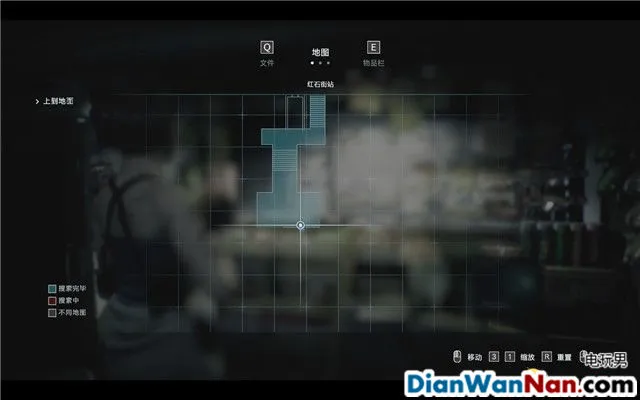 Q
E
地图
文件
物品栏
红石街站
上到地面
搜索完毕
搜索中
不同地图
移动 3 1 缩放 R 重置
电玩男
DianWanNan.com